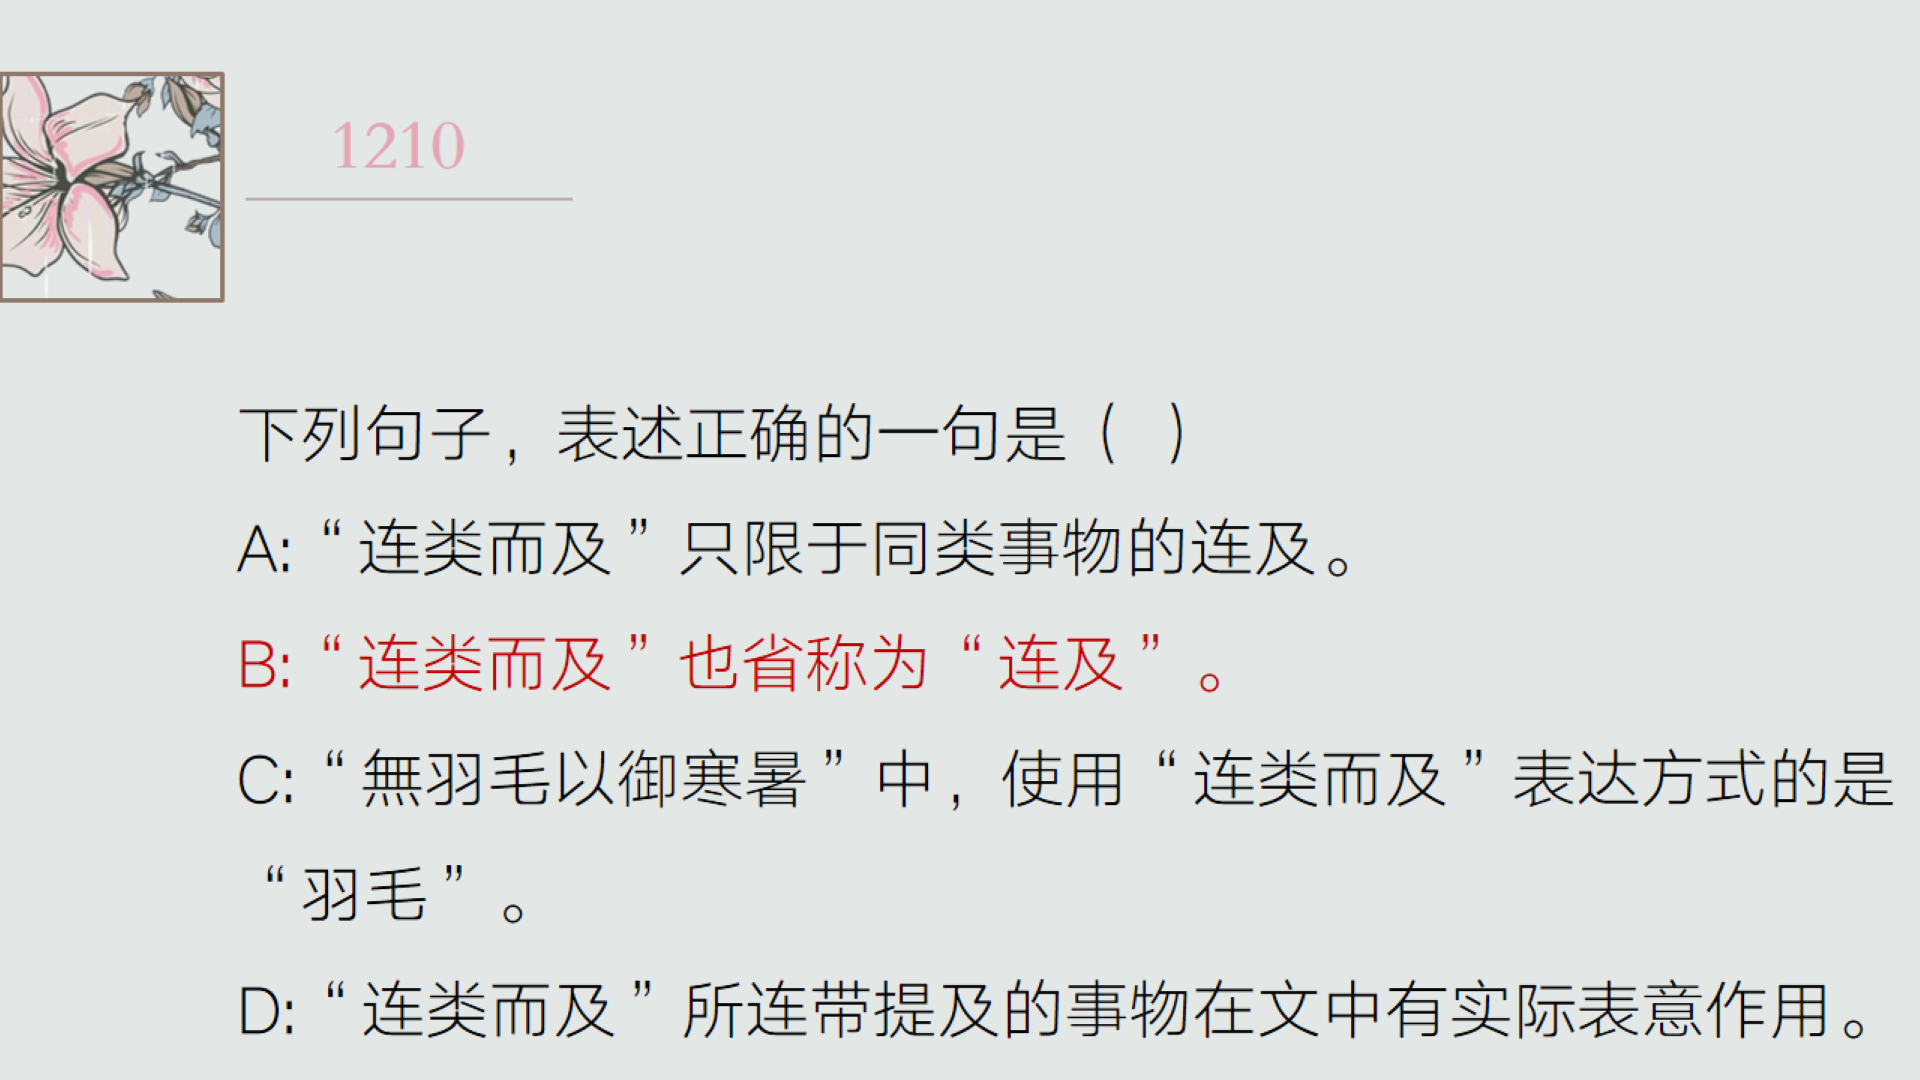 1210
下列句子，表述正确的一句是（ ）
A:“连类而及”只限于同类事物的连及。
B:“连类而及”也省称为“连及”。
C:“無羽毛以御寒暑”中，使用“连类而及”表达方式的是
“羽毛”。
D:“连类而及”所连带提及的事物在文中有实际表意作用。